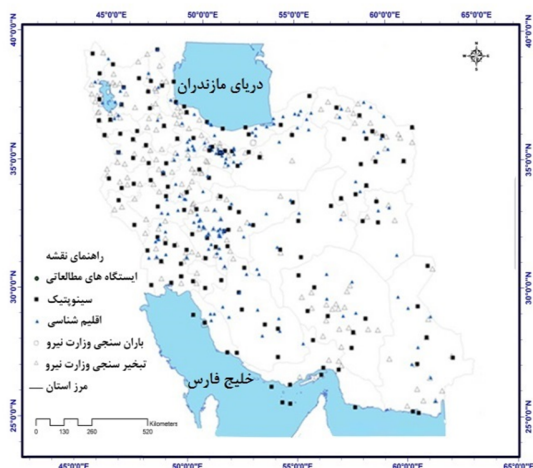 45°0'0"E 50°0'0"E 55°0'0"E 60°0'0"E 65°0'0"E
40°0'0"N 40°0'0"N
دریای مازندران
35°0'0"N 35°0'0"N
راهنمای نقشه
ایستگاه های مطالعاتی
سینوپتیک
30°0'0"N 30°0'0"N
اقلیم شناسی
باران سنجی وزارت نیرو
تبخیر سنجی وزارت نیرو
مرز استان
خلیج فارس
25°0'0"N 25°0'0"N
Kilometers
0 130 260 520
45°0'0"E 50°0'0"E 55°0'0"E 60°0'0"E 65°0'0"E